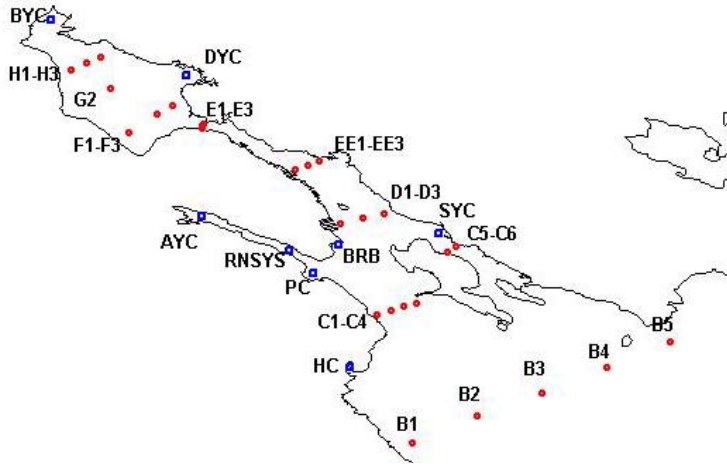 BYC
DYC
H1-H3
G2
E1-E3
F1-F3
EE1-EE3
D1-D3
SYC
AYC
C5-C6
RNSYS
BRB
PC
C1-C4
B5
HC
B4
B3
B2
B1